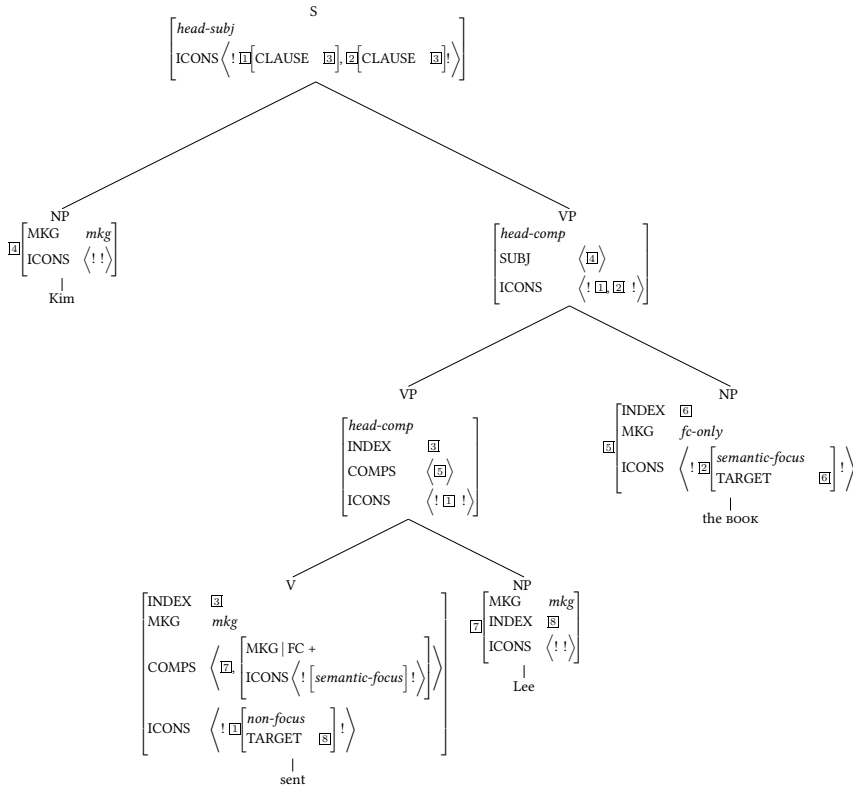 S
head-subj
ICONS ⟨! 1[CLAUSE 3], 2[CLAUSE 3]!⟩
NP
4 MKG mkg
ICONS ⟨! !⟩
Kim
VP
head-comp
SUBJ ⟨4⟩
ICONS ⟨! 1, 2 !⟩
VP
head-comp
INDEX 3
COMPS ⟨5⟩
ICONS ⟨! 1 !⟩
NP
INDEX 6
5 MKG fc-only
ICONS ⟨! 2[semantic-focus
TARGET 6] !⟩
the BOOK
V
INDEX 3
MKG mkg
COMPS ⟨7, [MKG | FC +
ICONS ⟨! [semantic-focus] !⟩]⟩
ICONS ⟨! 1[non-focus
TARGET 8] !⟩
sent
NP
MKG mkg
7 INDEX 8
ICONS ⟨! !⟩
Lee